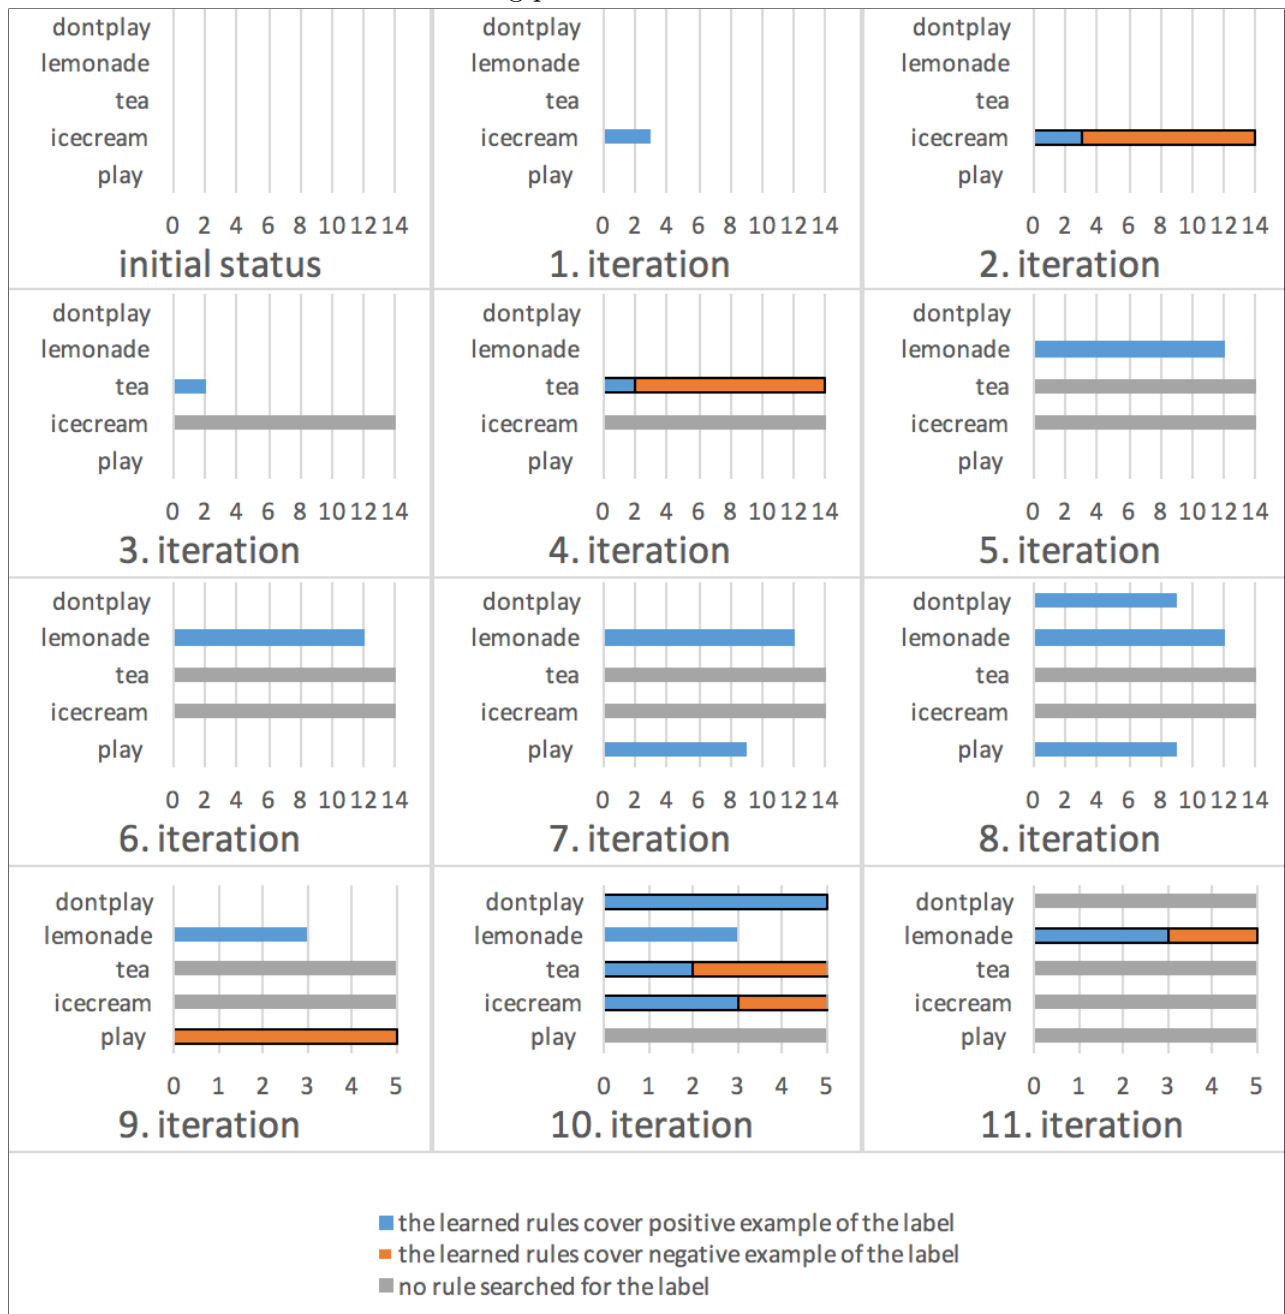 dontplay
lemonade
tea
icecream
play
0 2 4 6 8 10 12 14
initial status
dontplay
lemonade
tea
icecream
play
0 2 4 6 8 10 12 14
1. iteration
dontplay
lemonade
tea
icecream
play
0 2 4 6 8 10 12 14
2. iteration
dontplay
lemonade
tea
icecream
play
0 2 4 6 8 10 12 14
3. iteration
dontplay
lemonade
tea
icecream
play
0 2 4 6 8 10 12 14
4. iteration
dontplay
lemonade
tea
icecream
play
0 2 4 6 8 10 12 14
5. iteration
dontplay
lemonade
tea
icecream
play
0 2 4 6 8 10 12 14
6. iteration
dontplay
lemonade
tea
icecream
play
0 2 4 6 8 10 12 14
7. iteration
dontplay
lemonade
tea
icecream
play
0 2 4 6 8 10 12 14
8. iteration
dontplay
lemonade
tea
icecream
play
0 1 2 3 4 5
9. iteration
dontplay
lemonade
tea
icecream
play
0 1 2 3 4 5
10. iteration
dontplay
lemonade
tea
icecream
play
0 1 2 3 4 5
11. iteration
the learned rules cover positive example of the label
the learned rules cover negative example of the label
no rule searched for the label